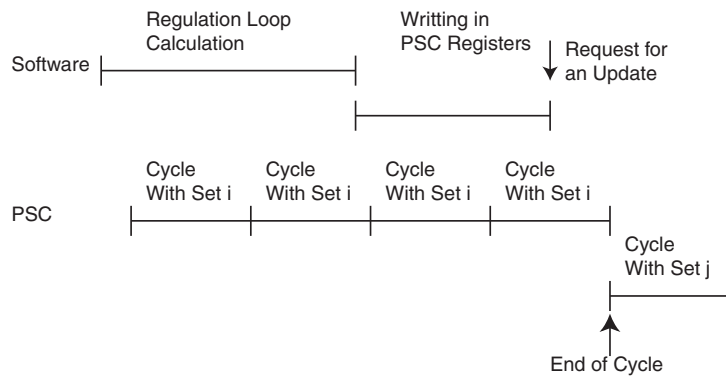 Regulation Loop
Calculation
Writting in
PSC Registers
Request for
an Update
Software
Cycle
With Set i
Cycle
With Set i
Cycle
With Set i
Cycle
With Set i
PSC
Cycle
With Set j
End of Cycle